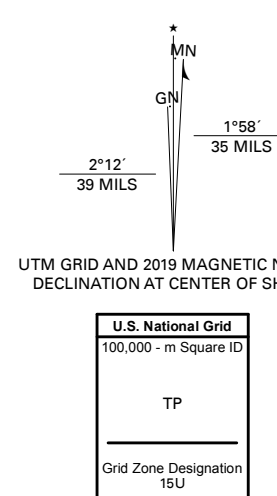 ★
MN
GN
1°58´
35 MILS
2°12´
39 MILS
UTM GRID AND 2019 MAGNETIC
DECLINATION AT CENTER OF
U.S. National Grid
100,000 - m Square ID
TP
Grid Zone Designation
15U